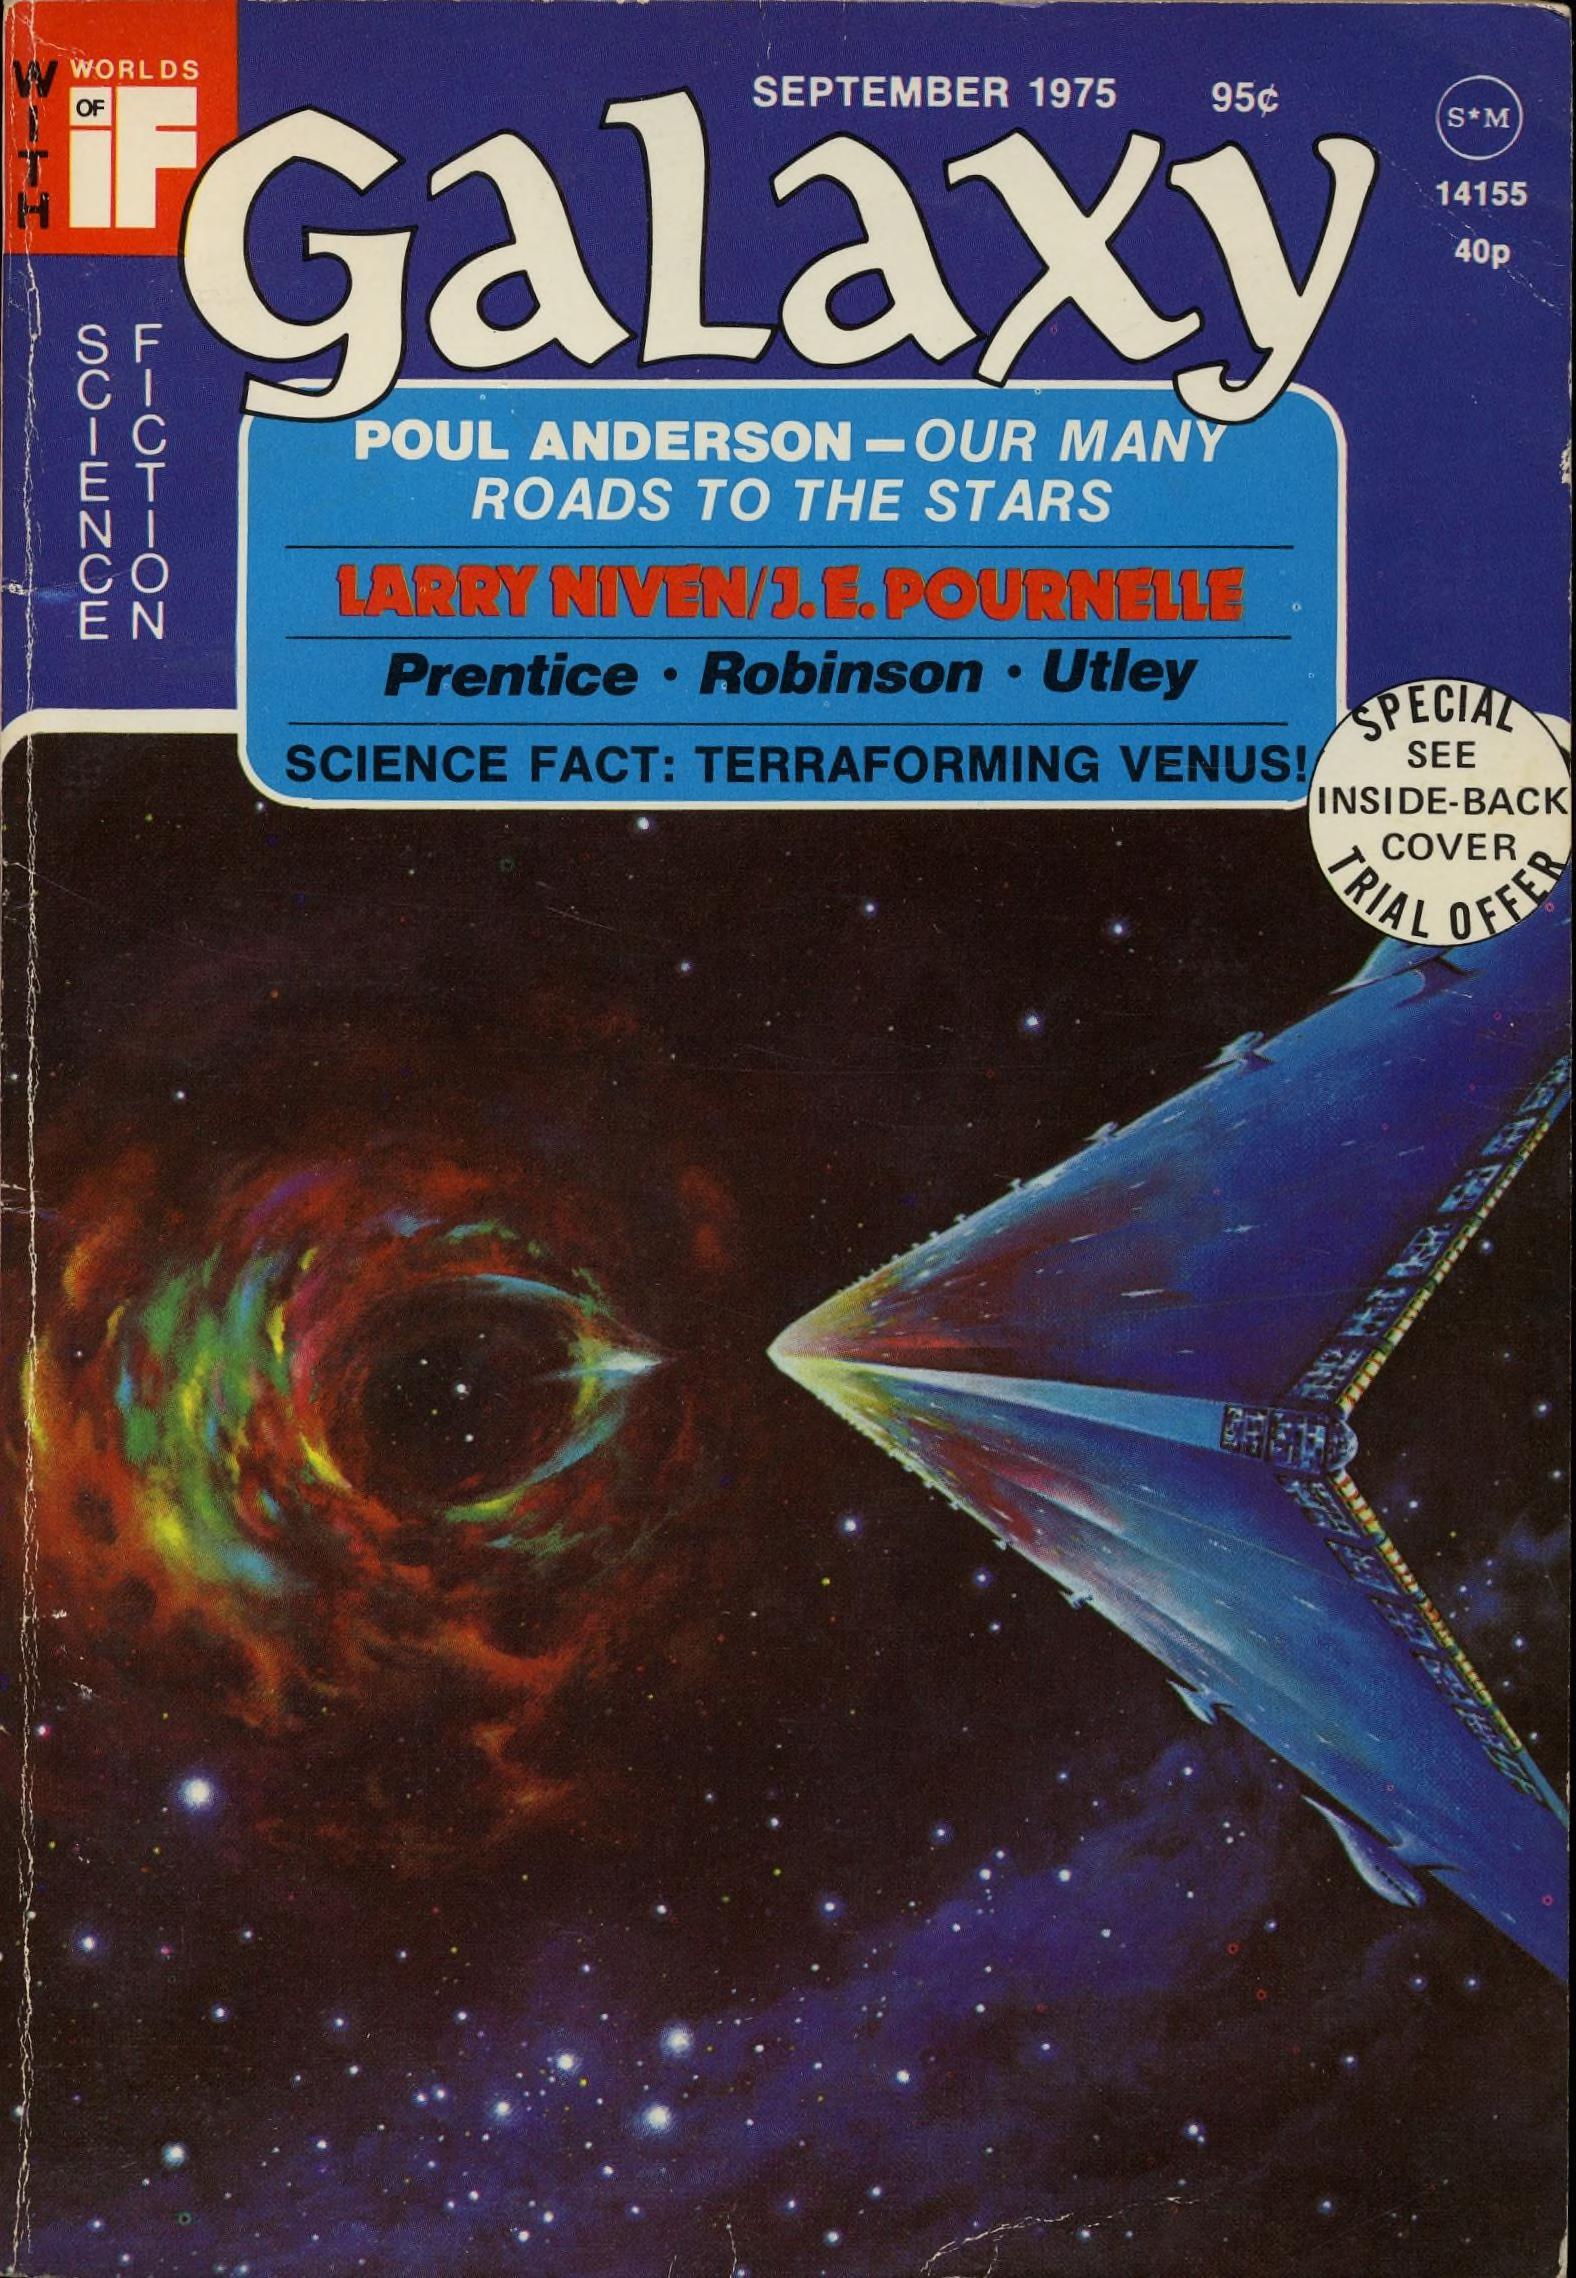 WITH
WORLDS
OF
iF
SEPTEMBER 1975 95¢
S*M
14155
40p
Galaxy
SCIENCE
FICTION
POUL ANDERSON — OUR MANY
ROADS TO THE STARS
LARRY NIVEN/J. E. POURNELLE
Prentice • Robinson • Utley
SCIENCE FACT: TERRAFORMING VENUS!
SPECIAL
SEE
INSIDE-BACK
COVER
TRIAL OFFER